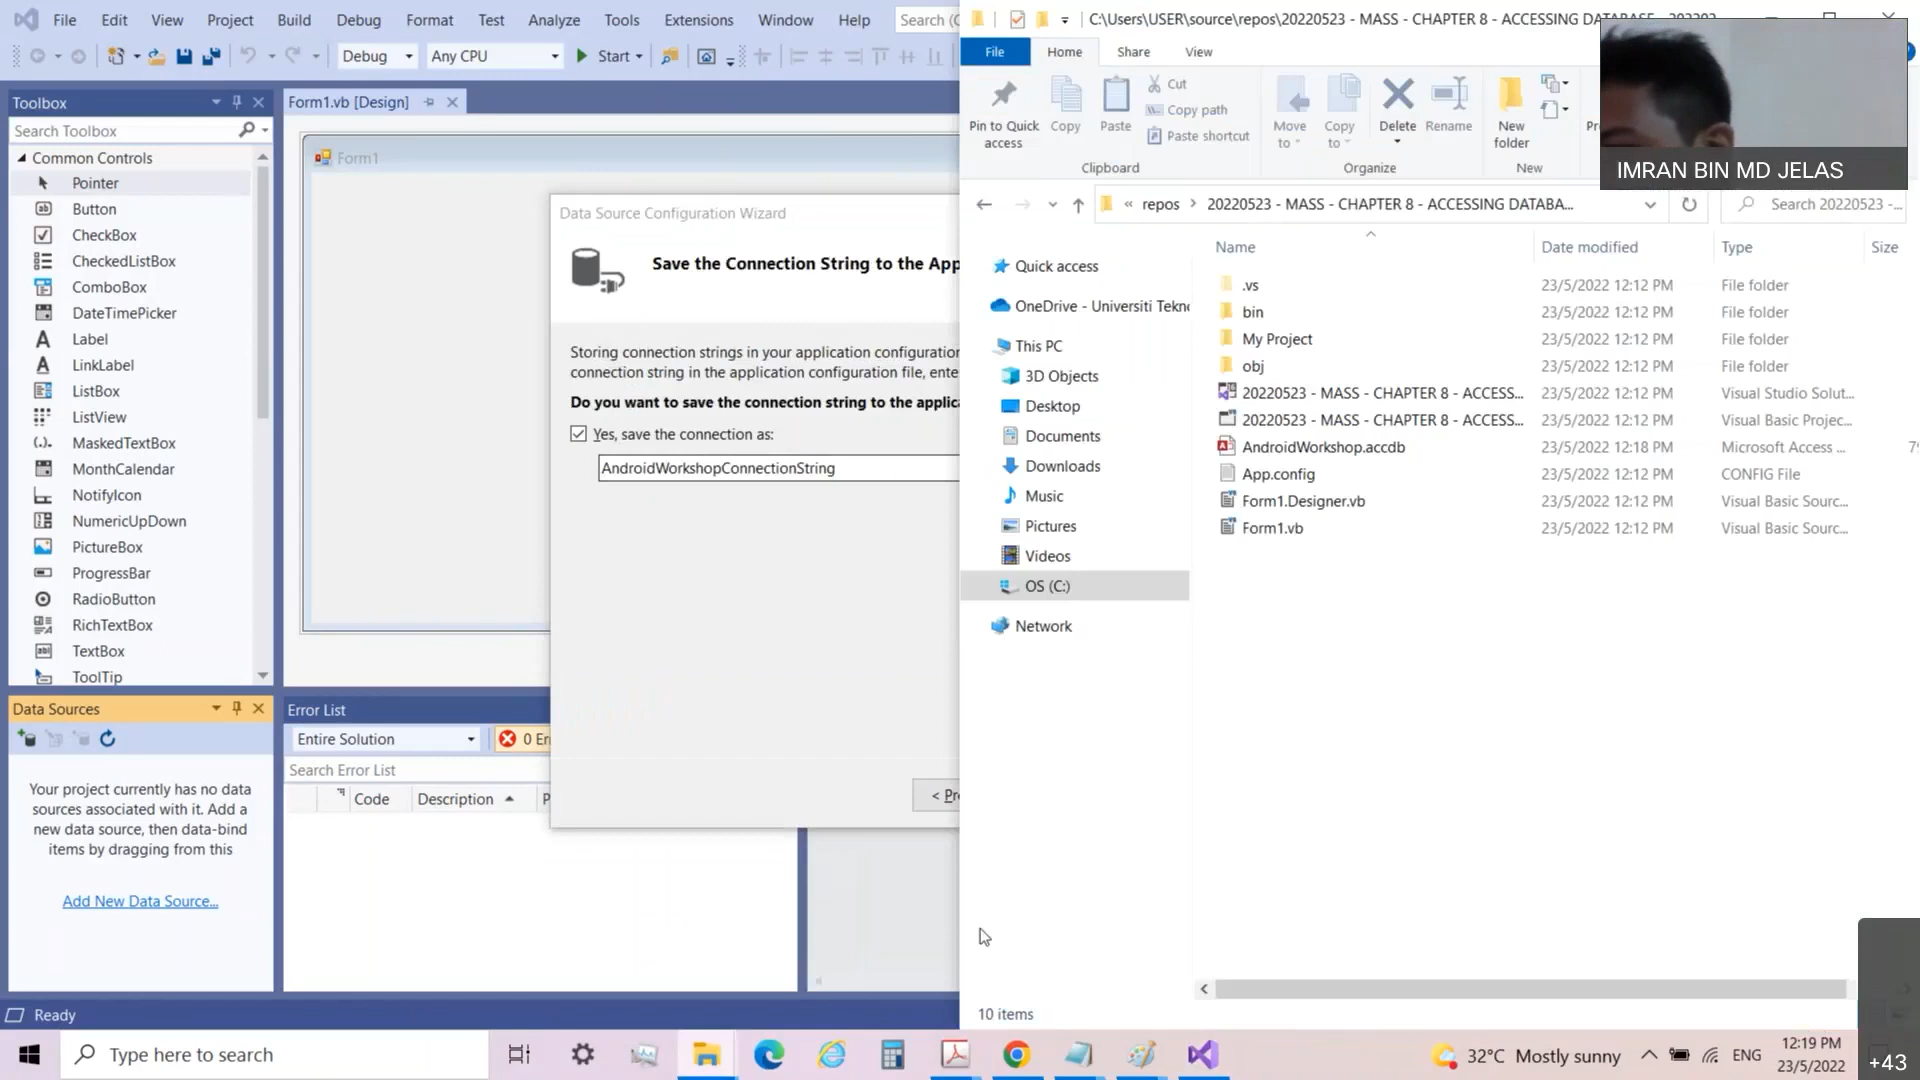 File Edit View Project Build Debug Format Test Analyze Tools Extensions Window Help Search (C
Debug Any CPU Start
Toolbox
Search Toolbox
Common Controls
Pointer
Button
CheckBox
CheckedListBox
ComboBox
DateTimePicker
Label
LinkLabel
ListBox
ListView
MaskedTextBox
MonthCalendar
NotifyIcon
NumericUpDown
PictureBox
ProgressBar
RadioButton
RichTextBox
TextBox
ToolTip
Data Sources
Your project currently has no data
sources associated with it. Add a
new data source, then data-bind
items by dragging from this
Add New Data Source...
Form1.vb [Design]
Form1
Data Source Configuration Wizard
Save the Connection String to the App
Storing connection strings in your application configuration
connection string in the application configuration file, ente
Do you want to save the connection string to the applica
Yes, save the connection as:
AndroidWorkshopConnectionString
< Pre
Error List
Entire Solution 0 Er
Search Error List
Code Description P
Ready
C:\Users\USER\source\repos\20220523 - MASS - CHAPTER 8 - ACCESSING DATABASE
File Home Share View
Pin to Quick access
Copy
Paste
Cut
Copy path
Paste shortcut
Clipboard
Move to
Copy to
Delete
Rename
Organize
New folder
New
IMRAN BIN MD JELAS
« repos > 20220523 - MASS - CHAPTER 8 - ACCESSING DATABA...
Search 20220523 -...
Quick access
OneDrive - Universiti Tekn
This PC
3D Objects
Desktop
Documents
Downloads
Music
Pictures
Videos
OS (C:)
Network
Name Date modified Type Size
.vs 23/5/2022 12:12 PM File folder
bin 23/5/2022 12:12 PM File folder
My Project 23/5/2022 12:12 PM File folder
obj 23/5/2022 12:12 PM File folder
20220523 - MASS - CHAPTER 8 - ACCESS... 23/5/2022 12:12 PM Visual Studio Solut...
20220523 - MASS - CHAPTER 8 - ACCESS... 23/5/2022 12:12 PM Visual Basic Projec...
AndroidWorkshop.accdb 23/5/2022 12:18 PM Microsoft Access ...
App.config 23/5/2022 12:12 PM CONFIG File
Form1.Designer.vb 23/5/2022 12:12 PM Visual Basic Sourc...
Form1.vb 23/5/2022 12:12 PM Visual Basic Sourc...
10 items
Type here to search
32°C Mostly sunny ENG
12:19 PM
23/5/2022
+43